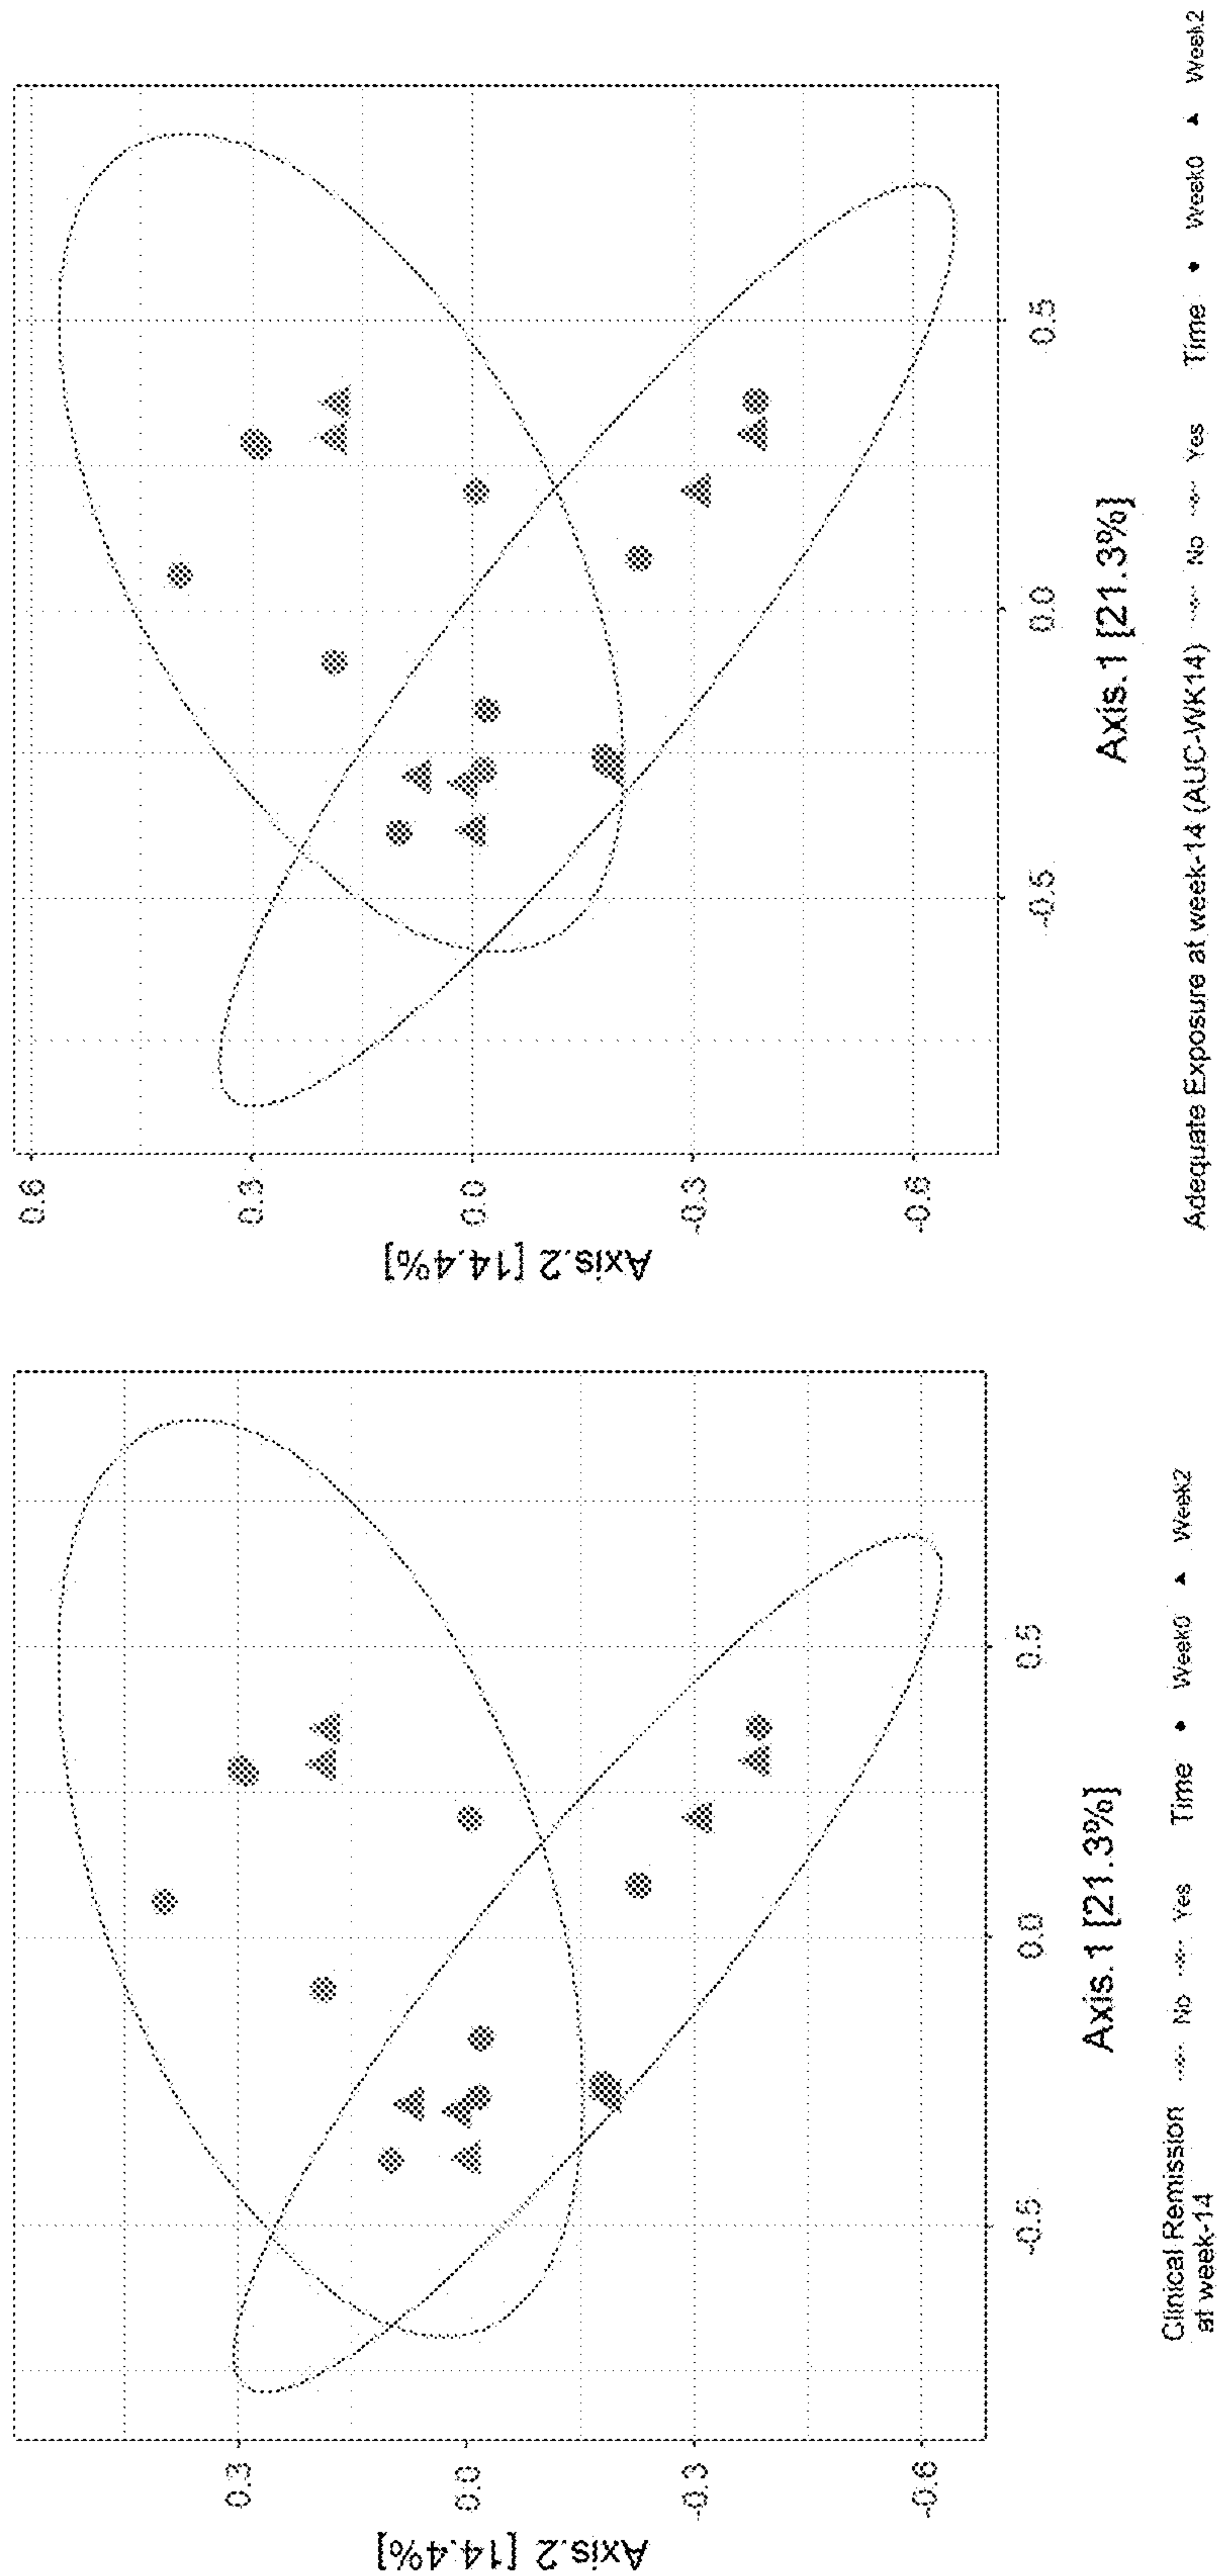 Axis.2 [14.4%]
0.3
0.0
-0.3
-0.6
-0.5
0.0
0.5
Axis.1 [21.3%]
Clinical Remission No Yes Time Week0 Week2
at week-14
Axis.2 [14.4%]
0.6
0.3
0.0
-0.3
-0.6
-0.5
0.0
0.5
Axis.1 [21.3%]
Adequate Exposure at week-14 (AUC-WK14) No Yes Time Week0 Week2